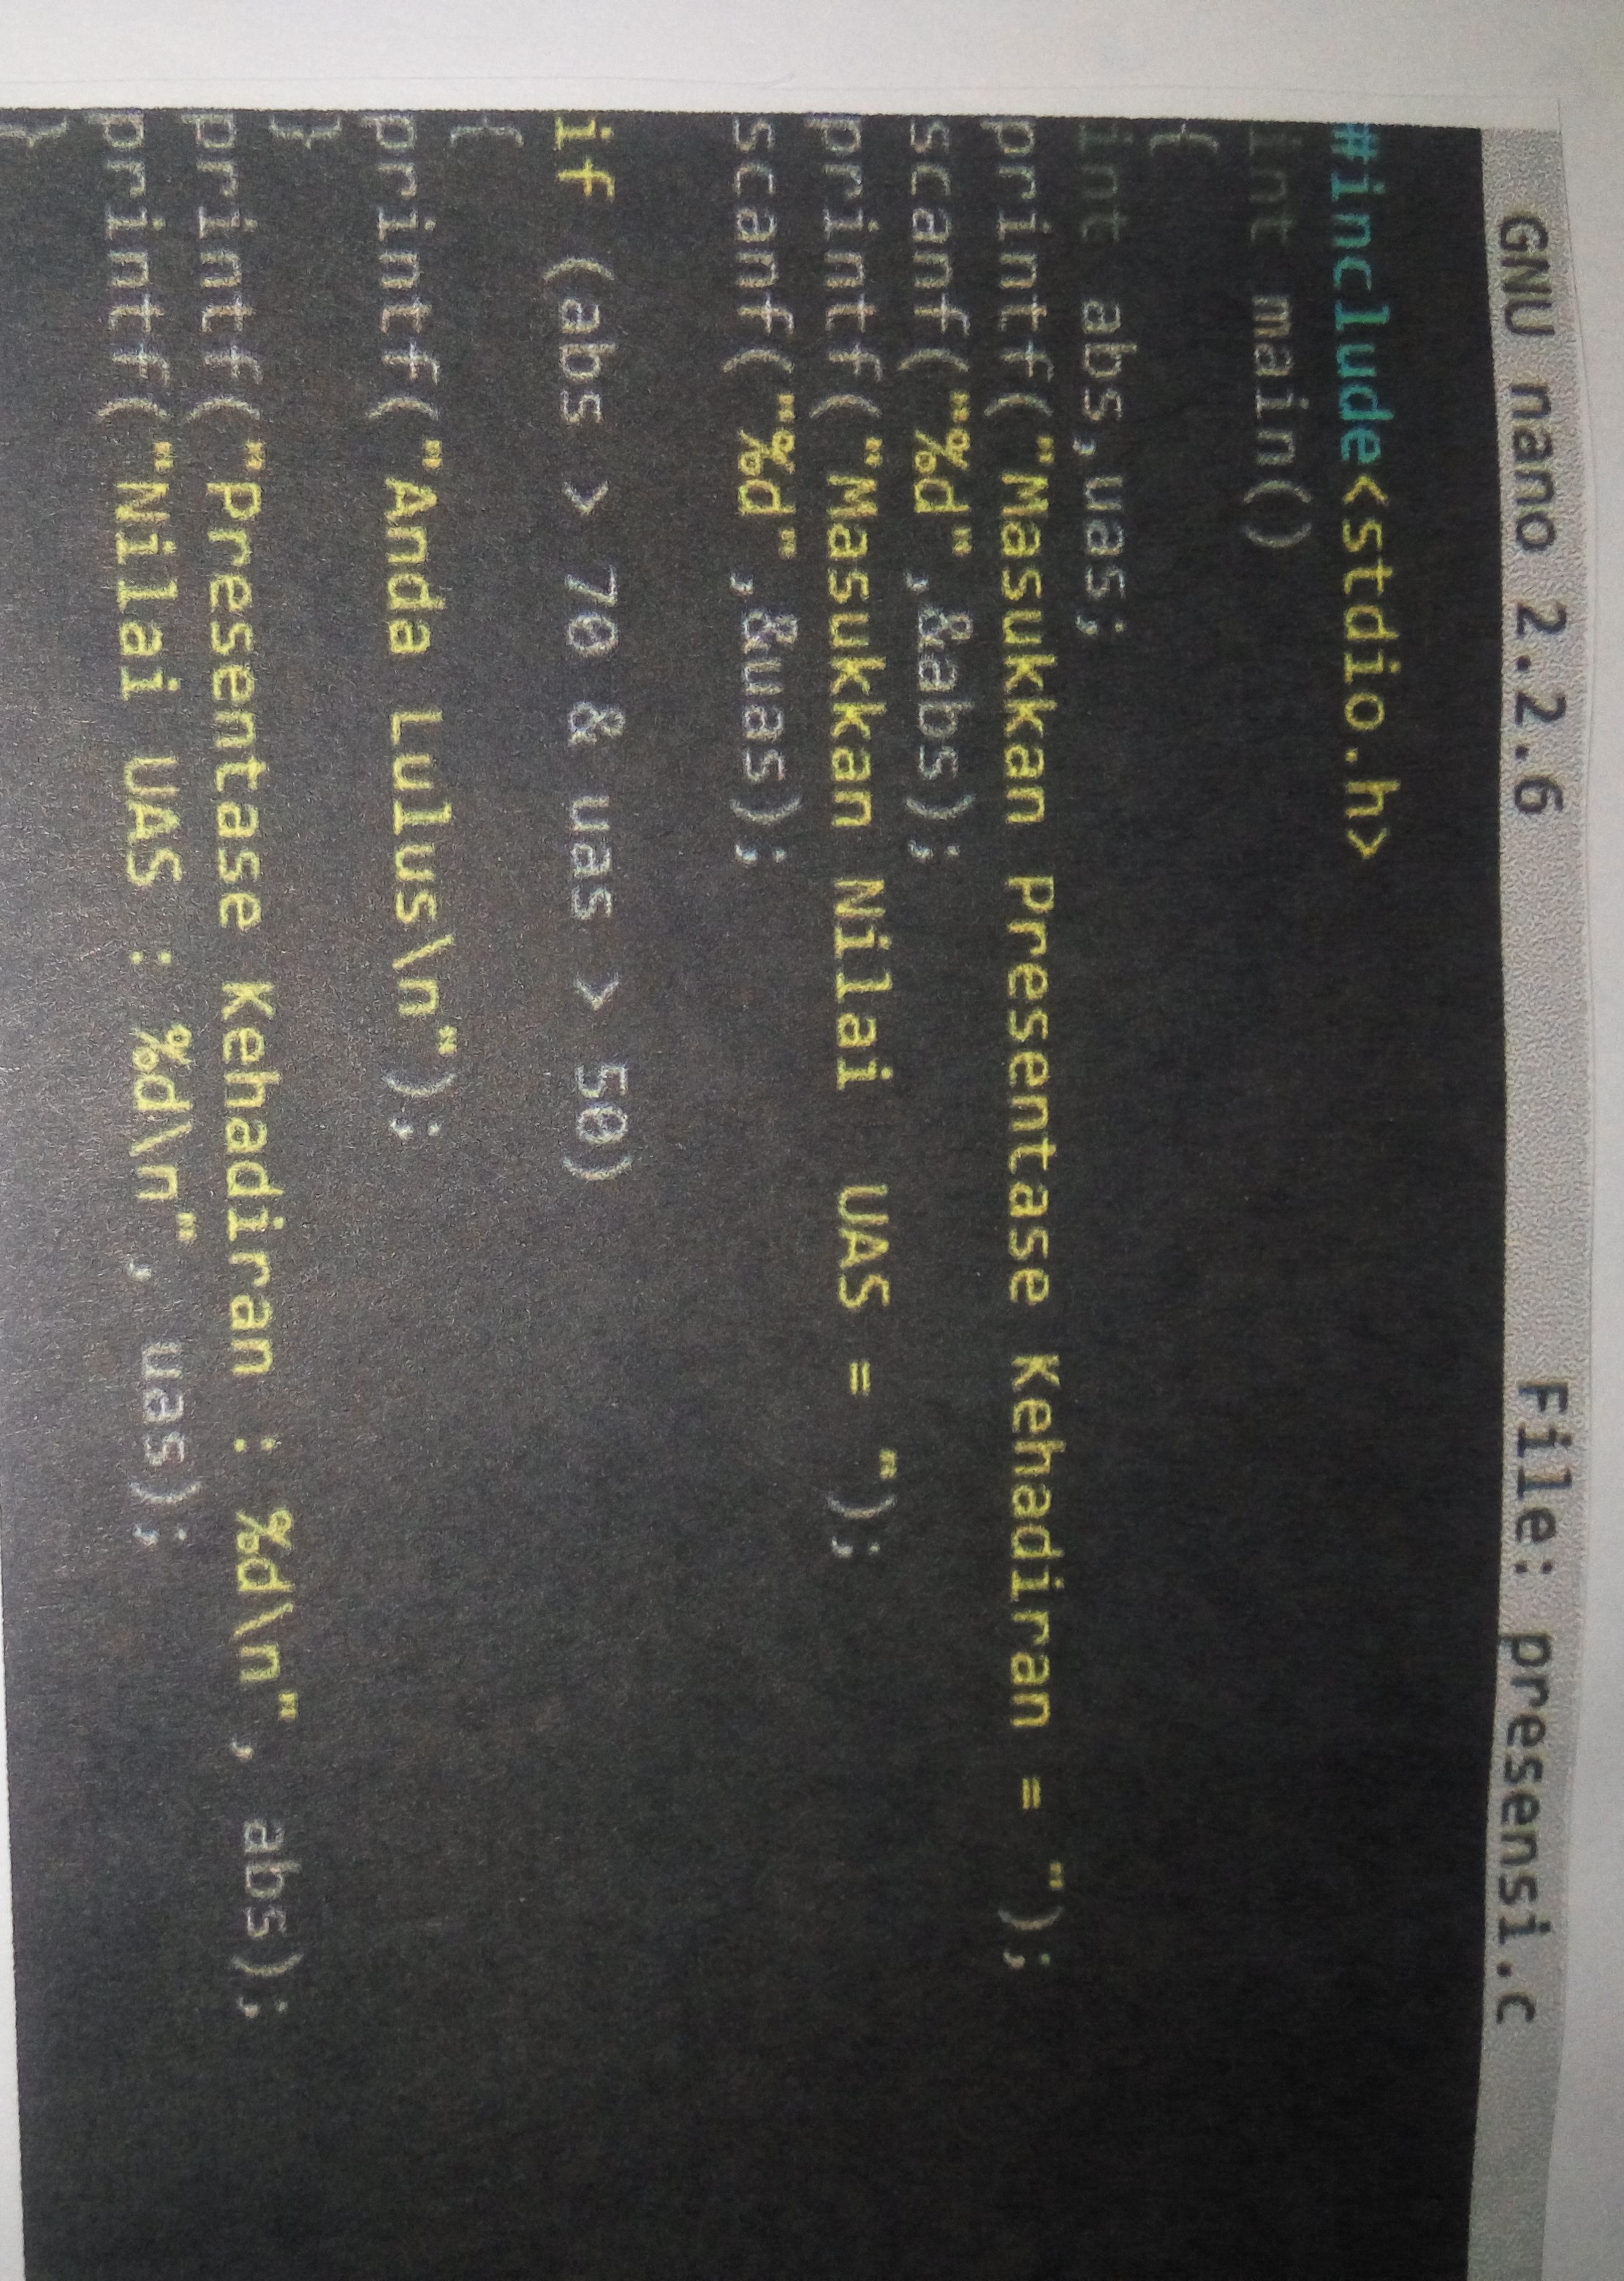 GNU nano 2.2.6 File: presensi.c
#include<stdio.h>
int main()
{
int abs,uas;
printf("Masukkan Presentase Kehadiran = ");
scanf("%d",&abs);
printf("Masukkan Nilai  UAS = ");
scanf("%d",&uas);
if (abs > 70 & uas > 50)
{
printf("Anda Lulus\n");
}
printf("Presentase Kehadiran : %d\n", abs);
printf("Nilai UAS : %d\n", uas);
}